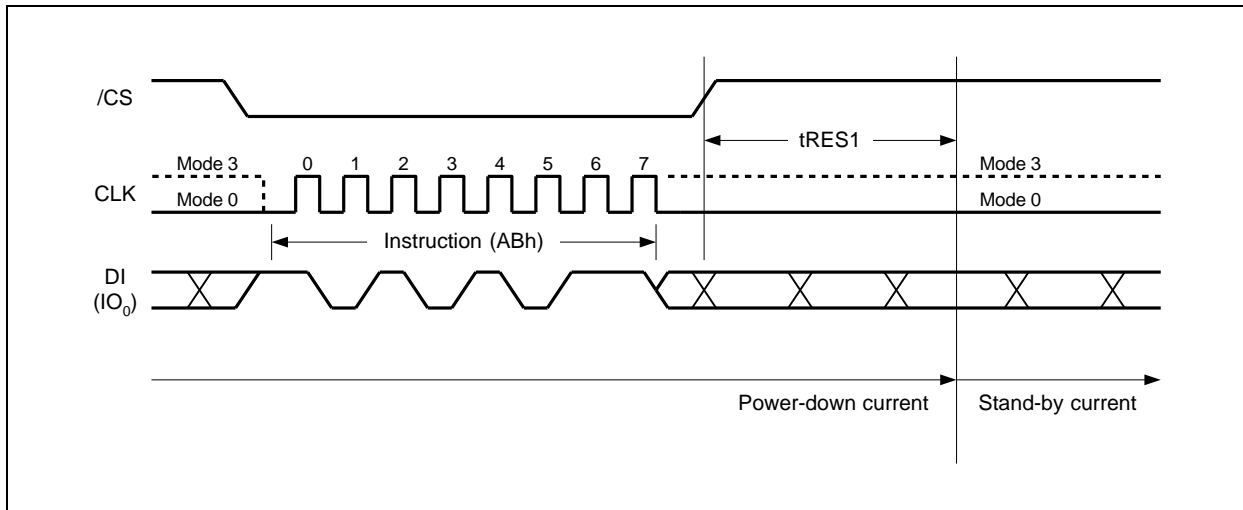 /CS
tRES1
Mode 3 0 1 2 3 4 5 6 7 Mode 3
CLK
Mode 0 Mode 0
Instruction (ABh)
DI
(IO₀)
Power-down current Stand-by current